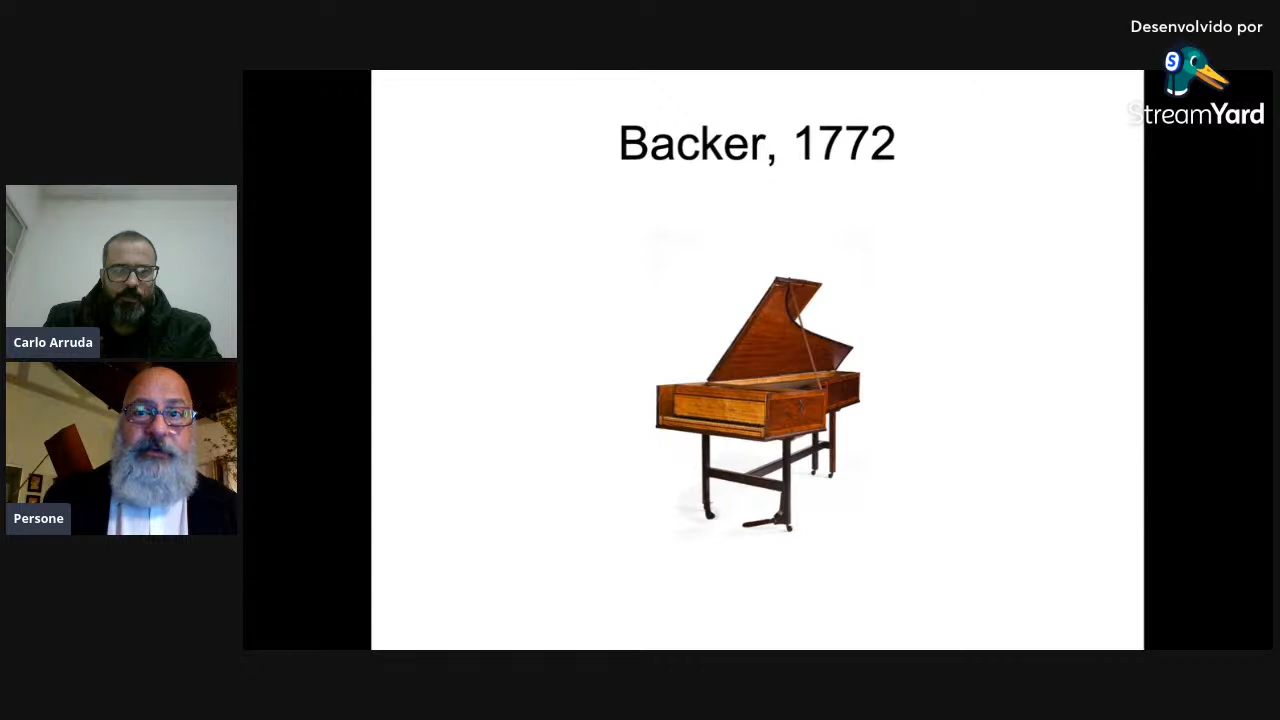 Desenvolvido por
S
StreamYard
Backer, 1772
Carlo Arruda
Persone